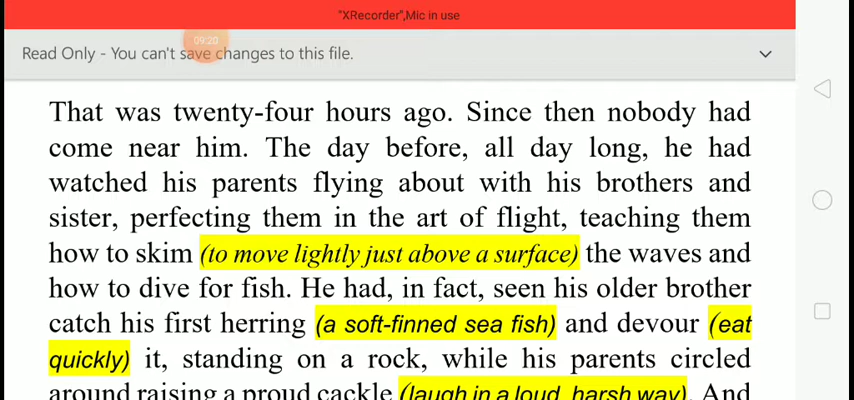 "XRecorder",Mic in use
09:20
Read Only - You can't save changes to this file.
That was twenty-four hours ago. Since then nobody had
come near him. The day before, all day long, he had
watched his parents flying about with his brothers and
sister, perfecting them in the art of flight, teaching them
how to skim (to move lightly just above a surface) the waves and
how to dive for fish. He had, in fact, seen his older brother
catch his first herring (a soft-finned sea fish) and devour (eat
quickly) it, standing on a rock, while his parents circled
around raising a proud cackle (laugh in a loud, harsh way). And